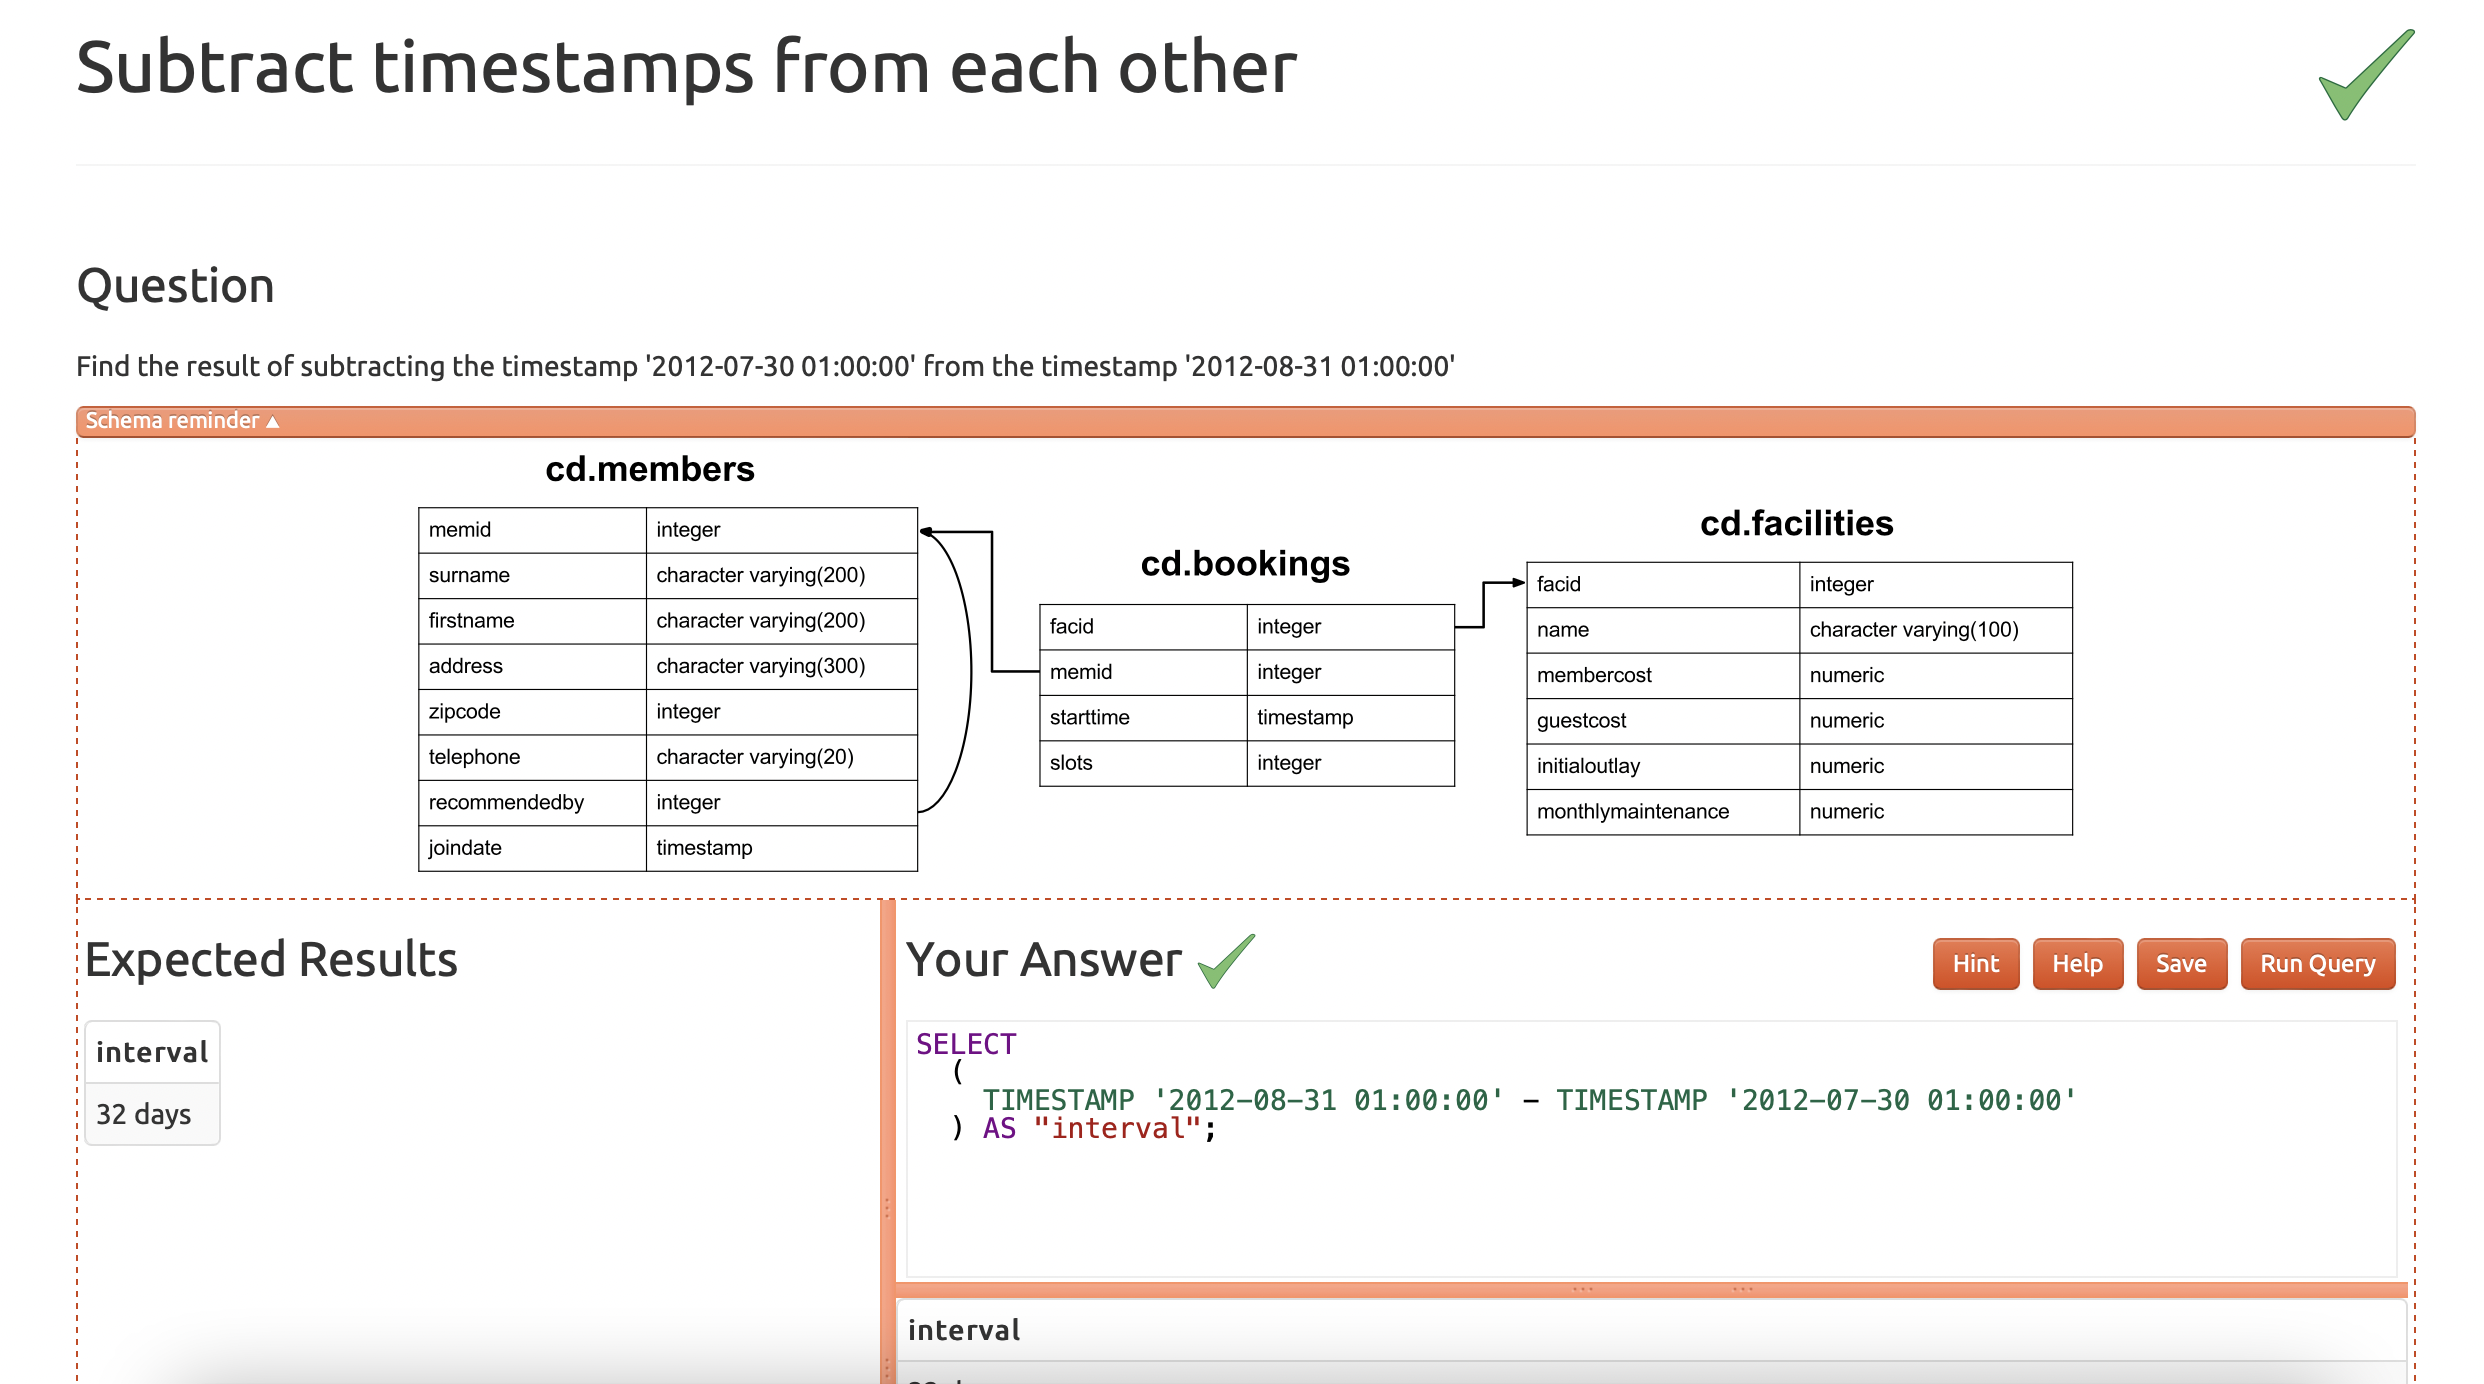 Subtract timestamps from each other
Question
Find the result of subtracting the timestamp '2012-07-30 01:00:00' from the timestamp '2012-08-31 01:00:00'
Schema reminder ▲
cd.members
memid integer
surname character varying(200)
firstname character varying(200)
address character varying(300)
zipcode integer
telephone character varying(20)
recommendedby integer
joindate timestamp
cd.bookings
facid integer
memid integer
starttime timestamp
slots integer
cd.facilities
facid integer
name character varying(100)
membercost numeric
guestcost numeric
initialoutlay numeric
monthlymaintenance numeric
Expected Results
interval
32 days
Your Answer
Hint Help Save Run Query
SELECT
(
TIMESTAMP '2012-08-31 01:00:00' - TIMESTAMP '2012-07-30 01:00:00'
) AS "interval";
interval